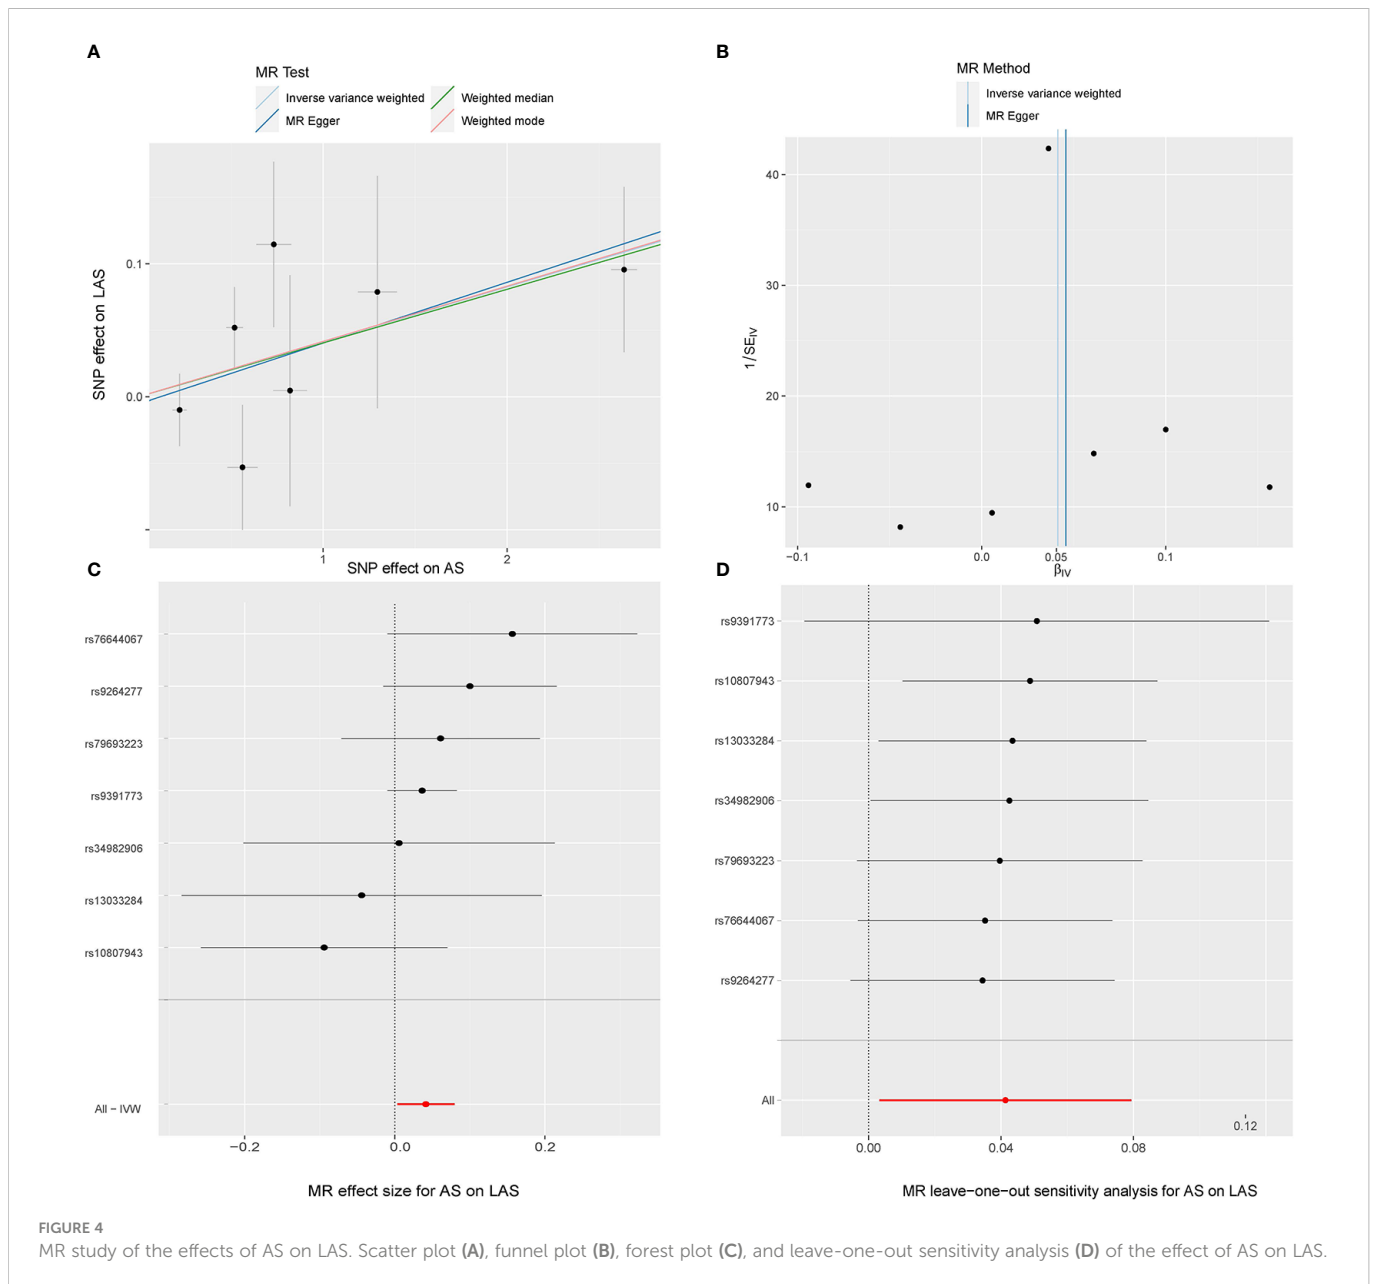 A
MR Test
Inverse variance weighted
Weighted median
MR Egger
Weighted mode
SNP effect on LAS
0.1
0.0
1
2
SNP effect on AS
B
MR Method
Inverse variance weighted
MR Egger
1/SEIV
40
30
20
10
−0.1
0.0
0.05
0.1
βIV
C
rs76644067
rs9264277
rs79693223
rs9391773
rs34982906
rs13033284
rs10807943
All − IVW
−0.2
0.0
0.2
MR effect size for AS on LAS
D
rs9391773
rs10807943
rs13033284
rs34982906
rs79693223
rs76644067
rs9264277
All
0.12
0.00
0.04
0.08
MR leave−one−out sensitivity analysis for AS on LAS
FIGURE 4
MR study of the effects of AS on LAS. Scatter plot (A), funnel plot (B), forest plot (C), and leave-one-out sensitivity analysis (D) of the effect of AS on LAS.